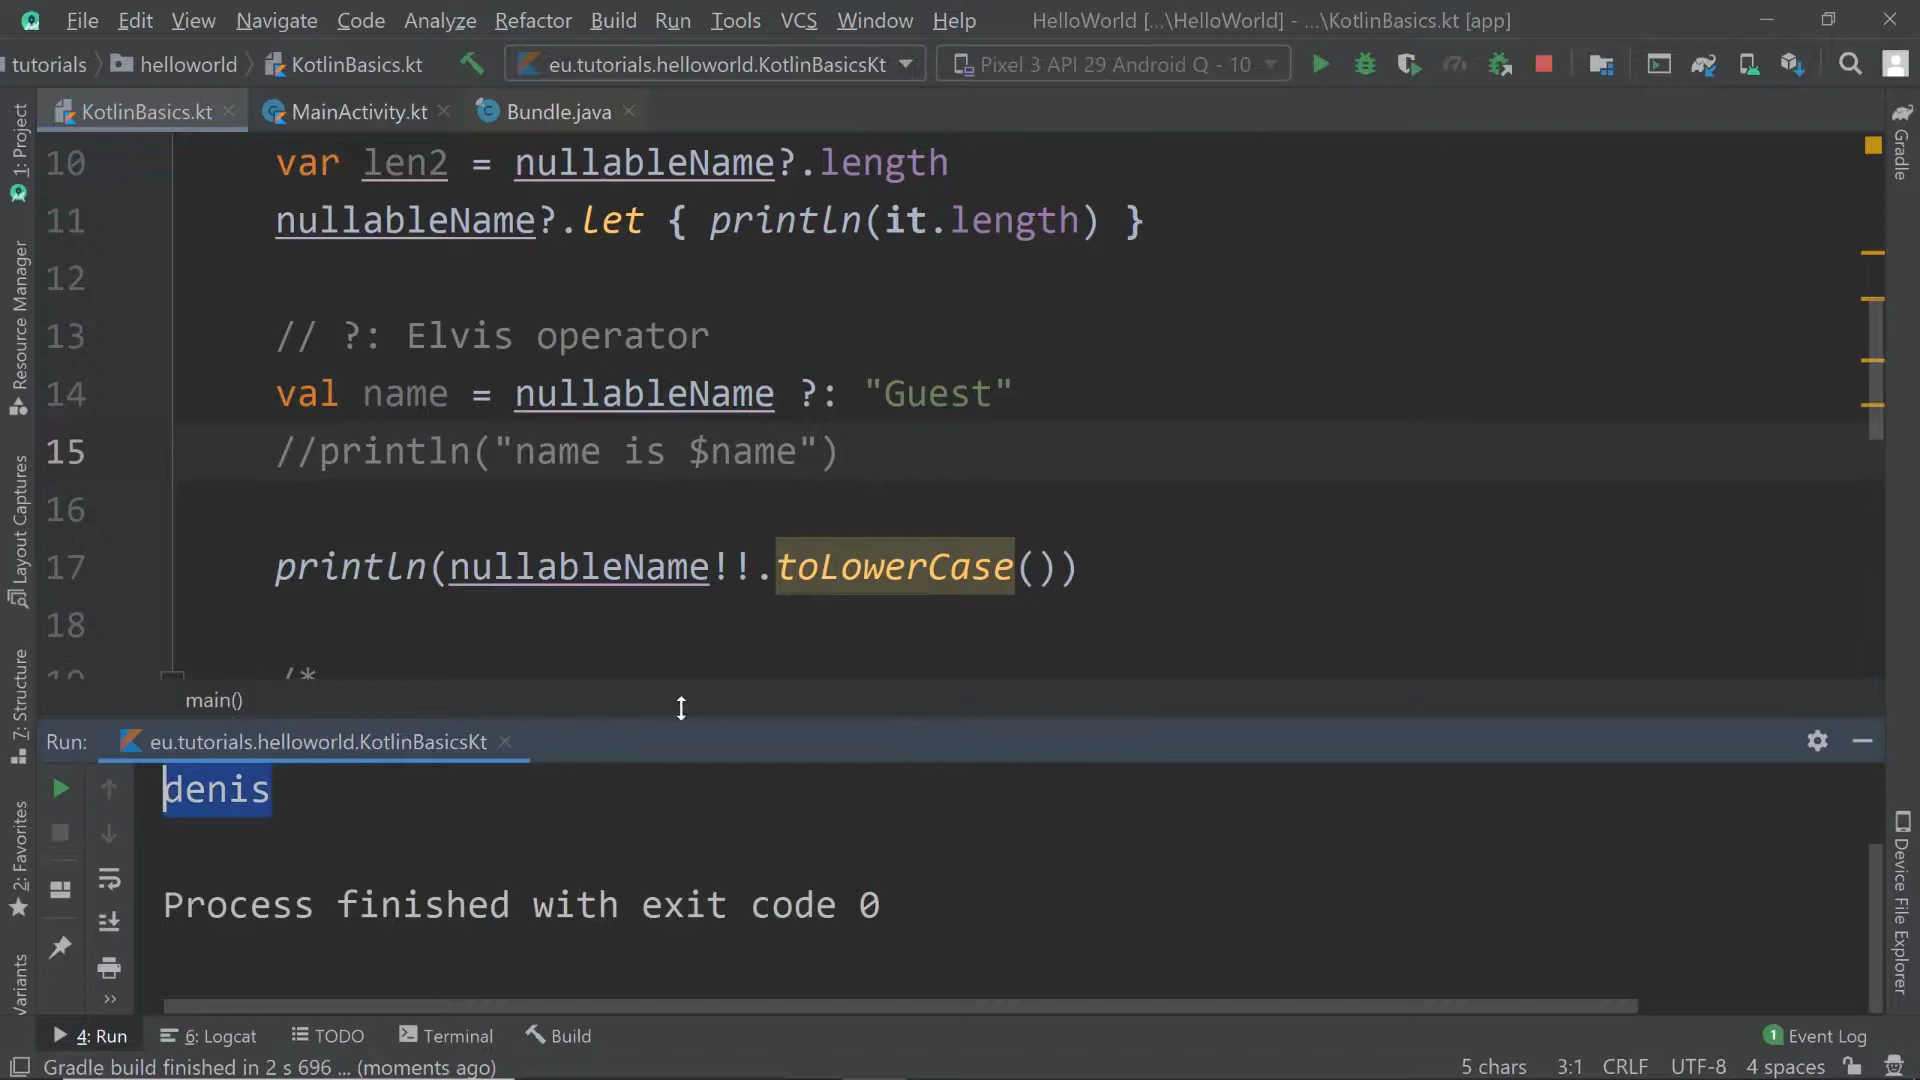 File Edit View Navigate Code Analyze Refactor Build Run Tools VCS Window Help HelloWorld [...\HelloWorld] - ...\KotlinBasics.kt [app]
tutorials helloworld KotlinBasics.kt eu.tutorials.helloworld.KotlinBasicsKt Pixel 3 API 29 Android Q - 10
KotlinBasics.kt MainActivity.kt Bundle.java
1: Project
Resource Manager
Layout Captures
7: Structure
2: Favorites
Variants
10 var len2 = nullableName?.length
11 nullableName?.let { println(it.length) }
12
13 // ?: Elvis operator
14 val name = nullableName ?: "Guest"
15 //println("name is $name")
16
17 println(nullableName!!.toLowerCase())
18
19 /*
main()
Gradle
Device File Explorer
Run: eu.tutorials.helloworld.KotlinBasicsKt
denis
Process finished with exit code 0
4: Run 6: Logcat TODO Terminal Build 1 Event Log
Gradle build finished in 2 s 696 ... (moments ago) 5 chars 3:1 CRLF UTF-8 4 spaces